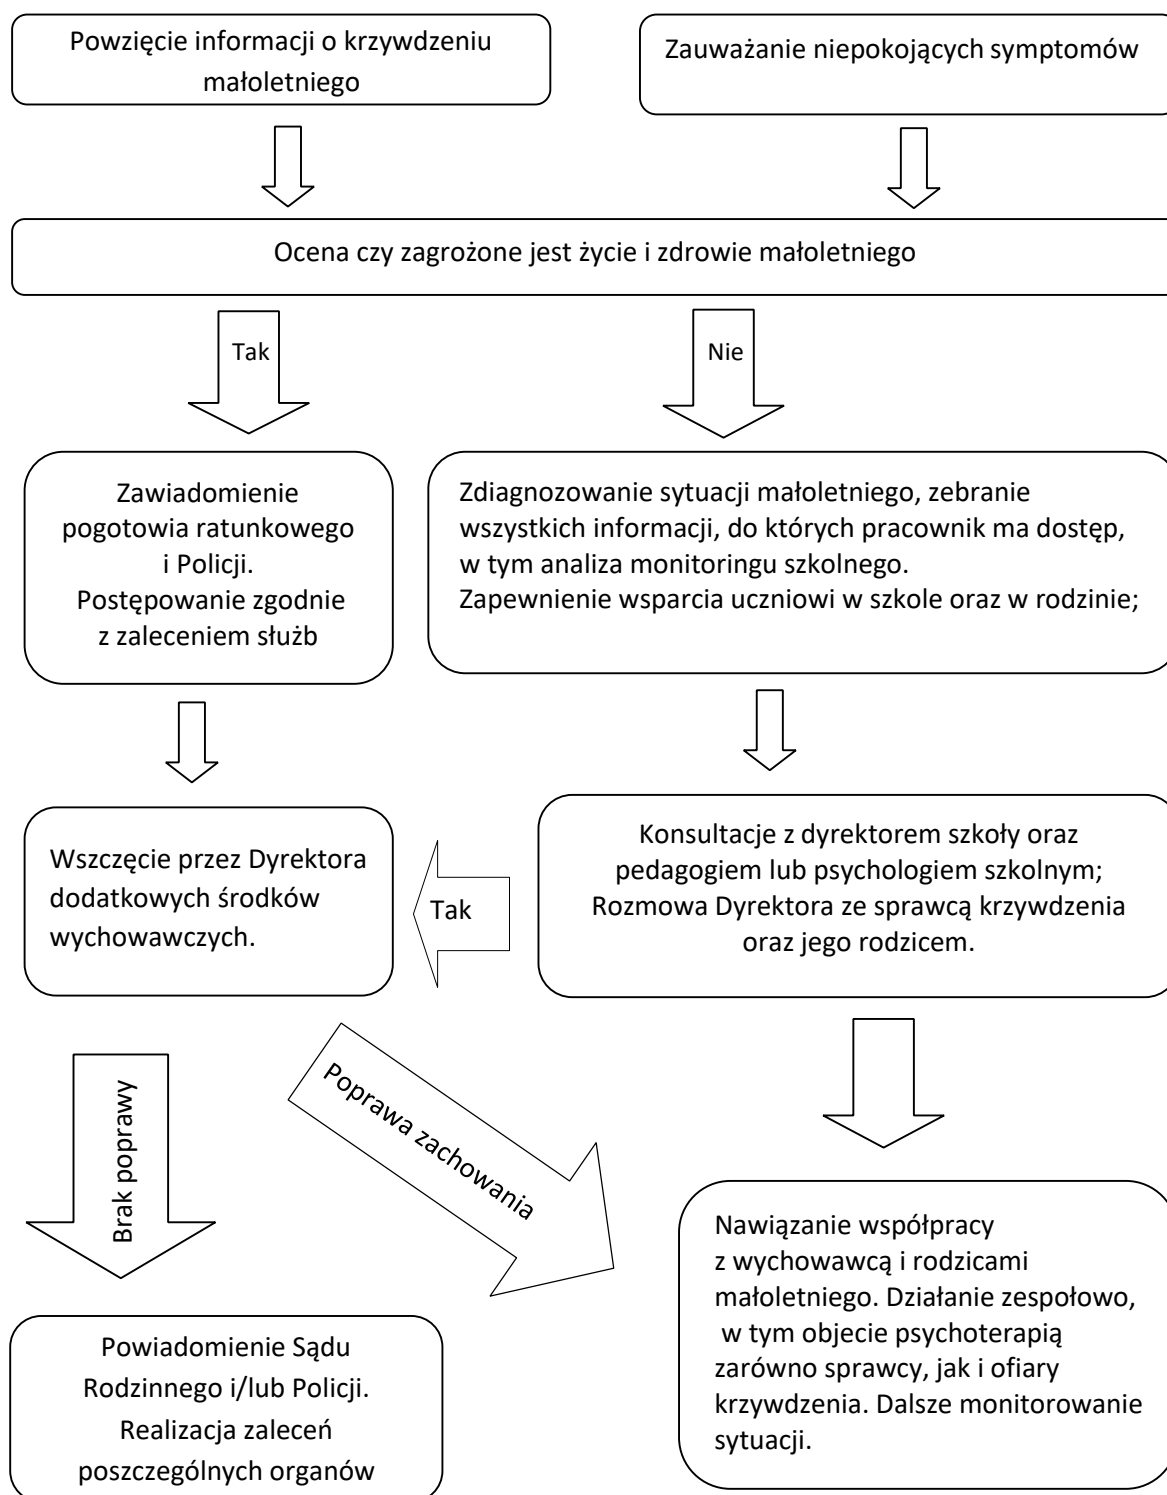 Powzięcie informacji o krzywdzeniu
małoletniego
Zauważanie niepokojących symptomów
Ocena czy zagrożone jest życie i zdrowie małoletniego
Tak
Nie
Zawiadomienie
pogotowia ratunkowego
i Policji.
Postępowanie zgodnie
z zaleceniem służb
Zdiagnozowanie sytuacji małoletniego, zebranie
wszystkich informacji, do których pracownik ma dostęp,
w tym analiza monitoringu szkolnego.
Zapewnienie wsparcia uczniowi w szkole oraz w rodzinie;
Wszczęcie przez Dyrektora
dodatkowych środków
wychowawczych.
Tak
Konsultacje z dyrektorem szkoły oraz
pedagogiem lub psychologiem szkolnym;
Rozmowa Dyrektora ze sprawcą krzywdzenia
oraz jego rodzicem.
Brak poprawy
Poprawa zachowania
Powiadomienie Sądu
Rodzinnego i/lub Policji.
Realizacja zaleceń
poszczególnych organów
Nawiązanie współpracy
z wychowawcą i rodzicami
małoletniego. Działanie zespołowo,
w tym objecie psychoterapią
zarówno sprawcy, jak i ofiary
krzywdzenia. Dalsze monitorowanie
sytuacji.